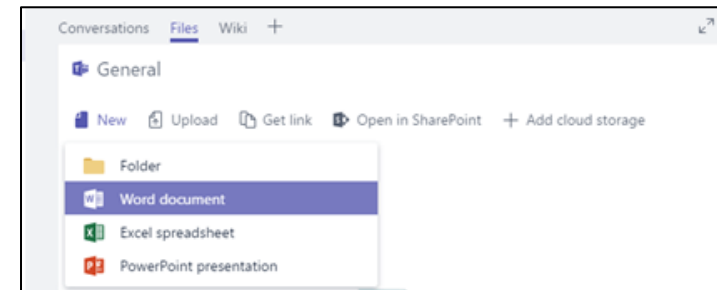 Conversations Files Wiki +
General
New Upload Get link Open in SharePoint + Add cloud storage
Folder
Word document
Excel spreadsheet
PowerPoint presentation